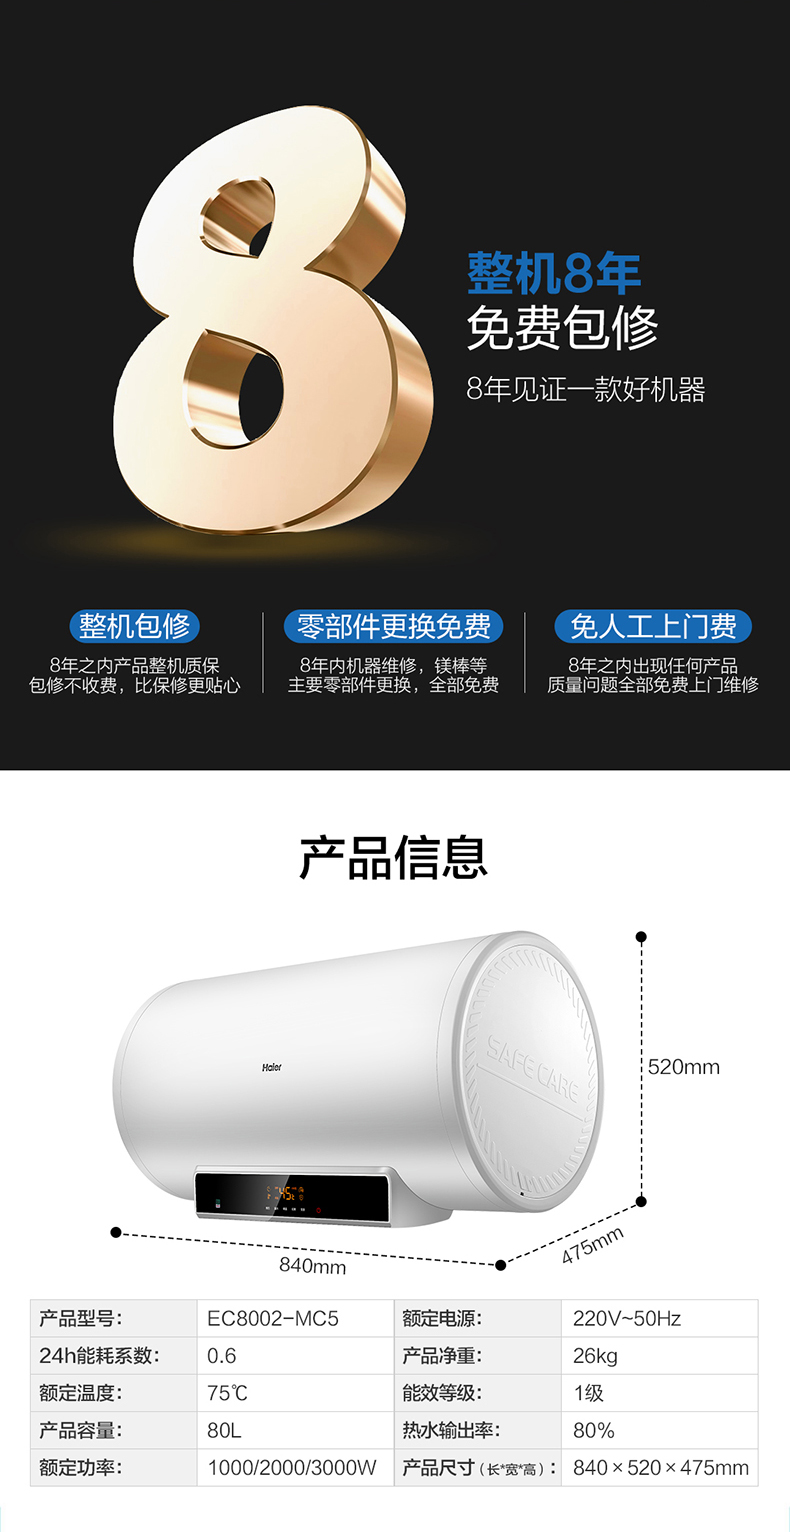 8
整机8年
免费包修
8年见证一款好机器
整机包修
8年之内产品整机质保
包修不收费，比保修更贴心
零部件更换免费
8年内机器维修，镁棒等
主要零部件更换，全部免费
免人工上门费
8年之内出现任何产品
质量问题全部免费上门维修
产品信息
Haier
SAFE CARE
45
520mm
475mm
840mm
产品型号： EC8002-MC5 额定电源： 220V~50Hz
24h能耗系数： 0.6 产品净重： 26kg
额定温度： 75℃ 能效等级： 1级
产品容量： 80L 热水输出率： 80%
额定功率： 1000/2000/3000W 产品尺寸（长*宽*高）： 840×520×475mm